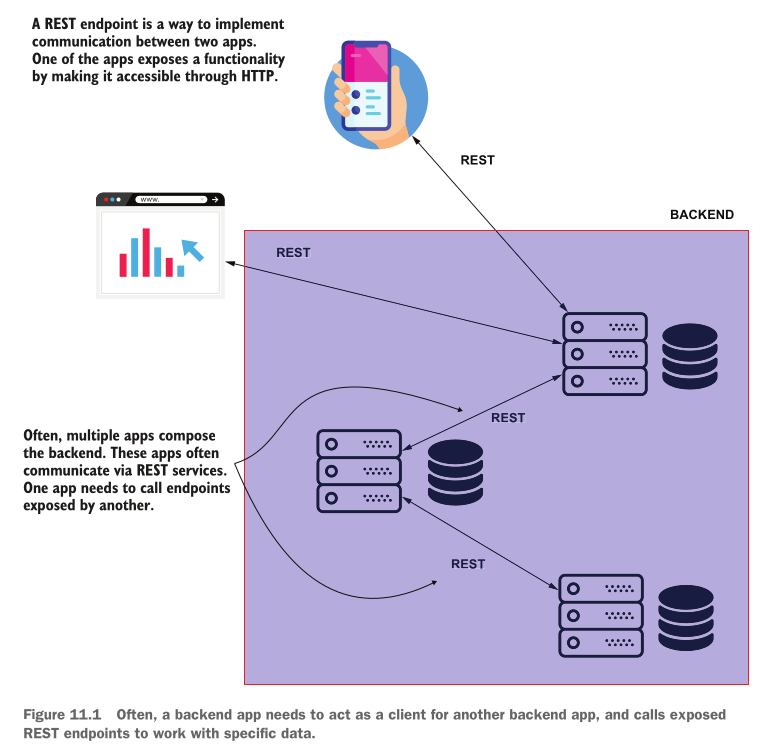 A REST endpoint is a way to implement
communication between two apps.
One of the apps exposes a functionality
by making it accessible through HTTP.
REST
BACKEND
www.
REST
REST
Often, multiple apps compose
the backend. These apps often
communicate via REST services.
One app needs to call endpoints
exposed by another.
REST
Figure 11.1 Often, a backend app needs to act as a client for another backend app, and calls exposed
REST endpoints to work with specific data.